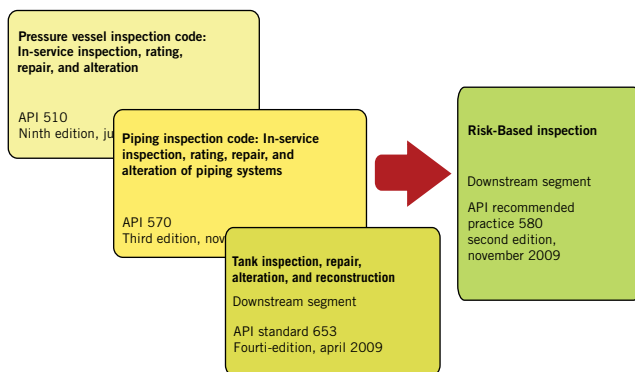 Pressure vessel inspection code:
In-service inspection, rating,
repair, and alteration
API 510
Ninth edition,
Piping inspection code: In-service
inspection, rating, repair, and
alteration of piping systems
API 570
Third edition,
Tank inspection, repair,
alteration, and reconstruction
Downstream segment
API standard 653
Fourti-edition, april 2009
Risk-Based inspection
Downstream segment
API recommended
practice 580
second edition,
november 2009